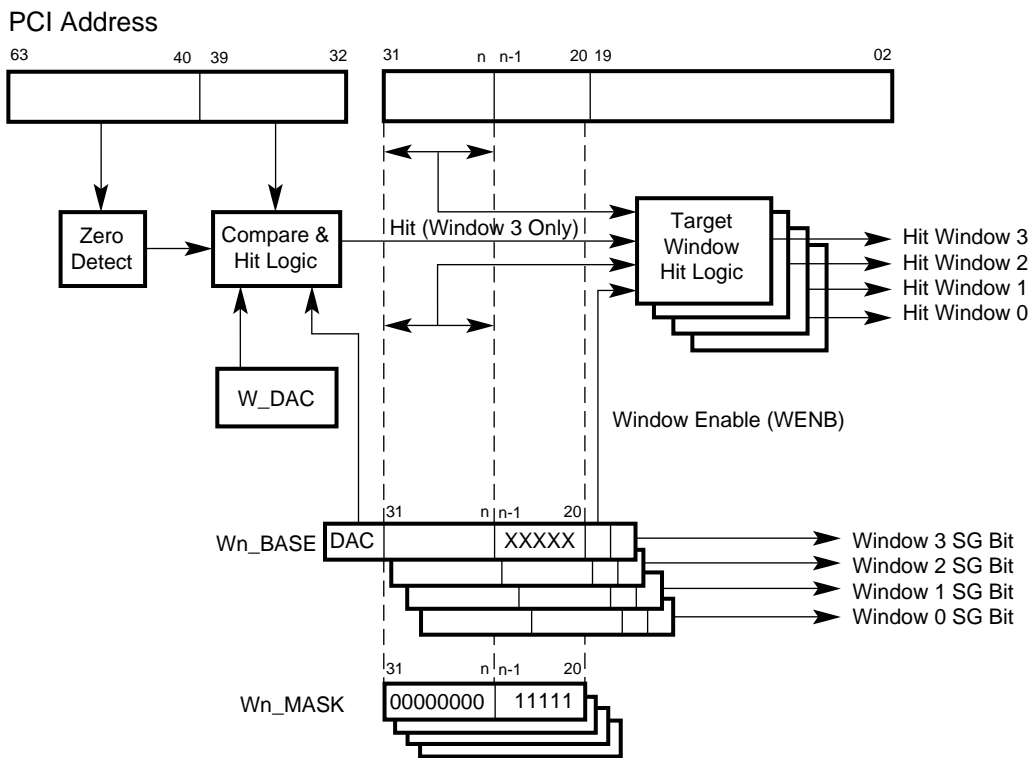 PCI Address
63 40 39 32 31 n n-1 20 19 02
Zero
Detect
Compare &
Hit Logic
Hit (Window 3 Only)
Target
Window
Hit Logic
Hit Window 3
Hit Window 2
Hit Window 1
Hit Window 0
W_DAC
Window Enable (WENB)
31 n n-1 20
Wn_BASE DAC XXXXX
Window 3 SG Bit
Window 2 SG Bit
Window 1 SG Bit
Window 0 SG Bit
31 n n-1 20
Wn_MASK 00000000 11111